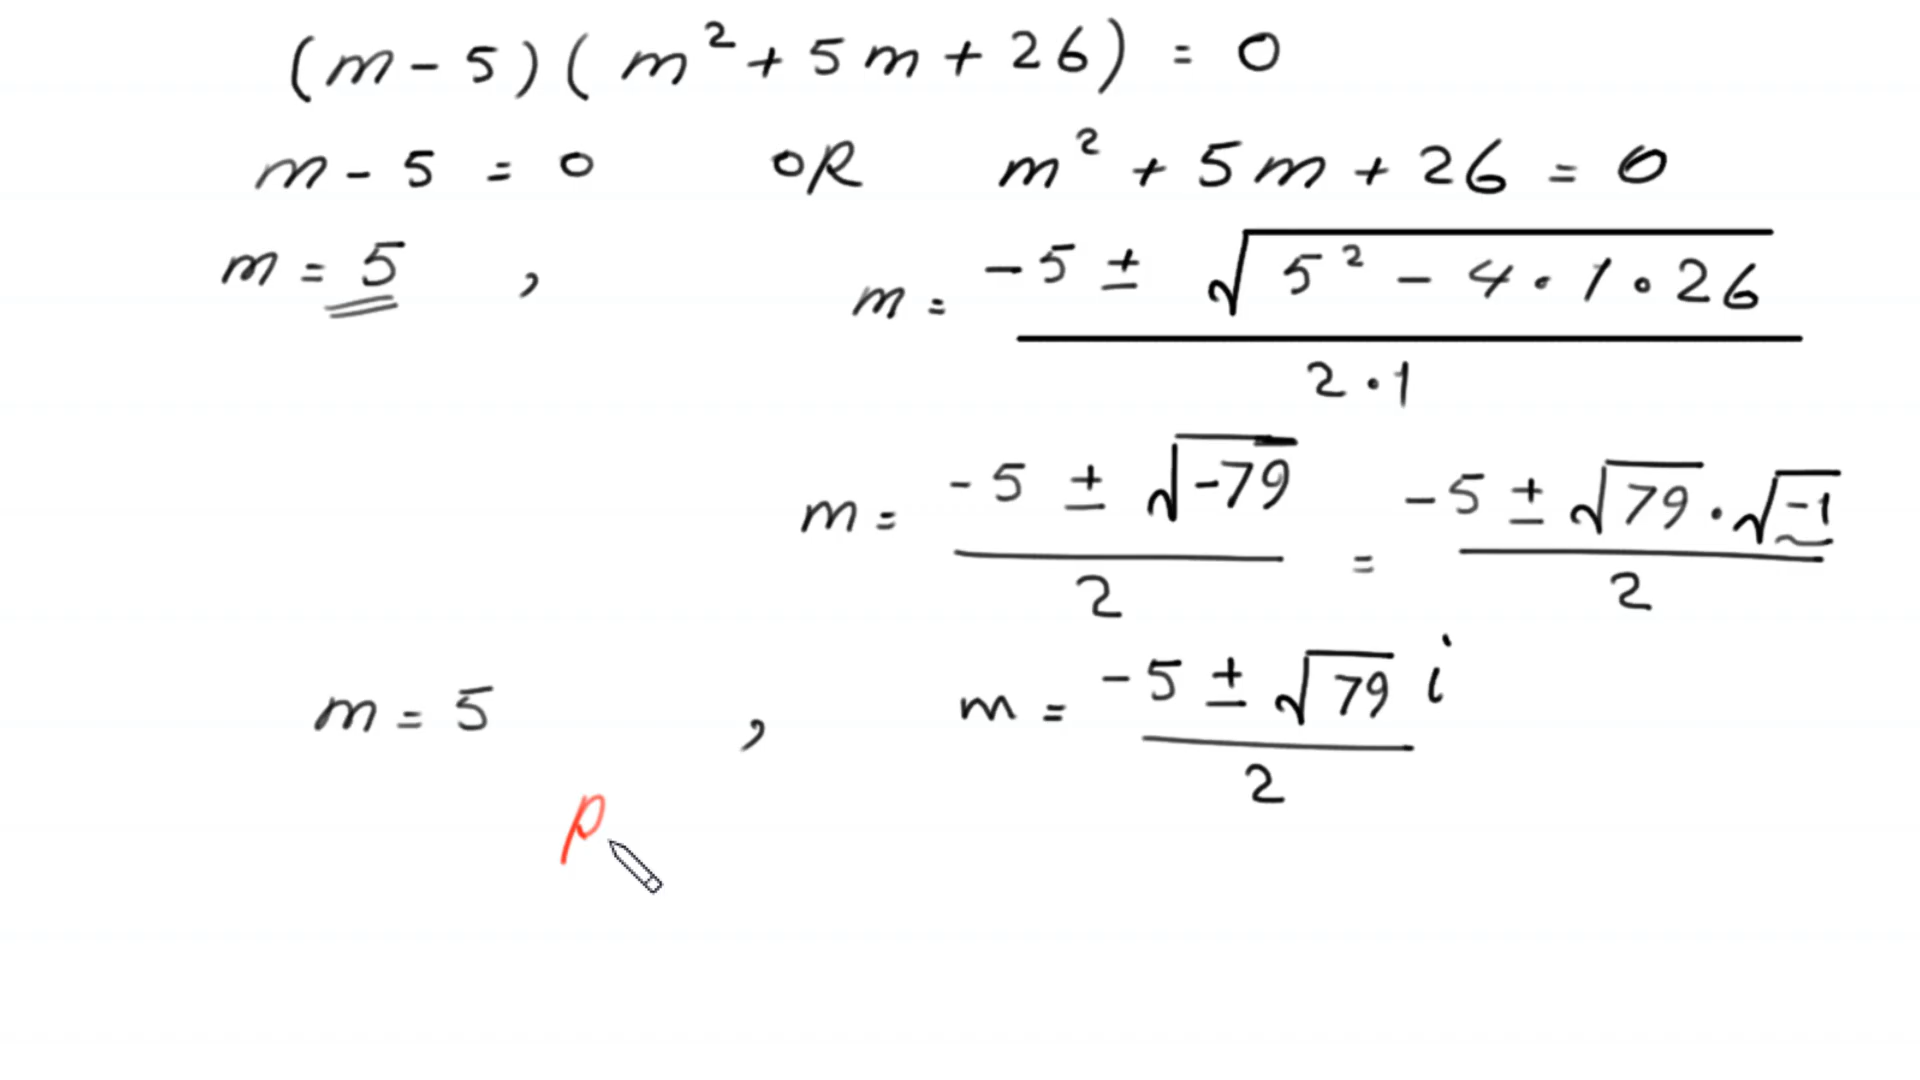 (m - 5)(m² + 5m + 26) = 0
m - 5 = 0 OR m² + 5m + 26 = 0
m = 5 , m = (-5 ± √(5² - 4·1·26)) / (2·1)
m = (-5 ± √(-79)) / 2 = (-5 ± √79·√(-1)) / 2
m = 5 , m = (-5 ± √79 i) / 2
p